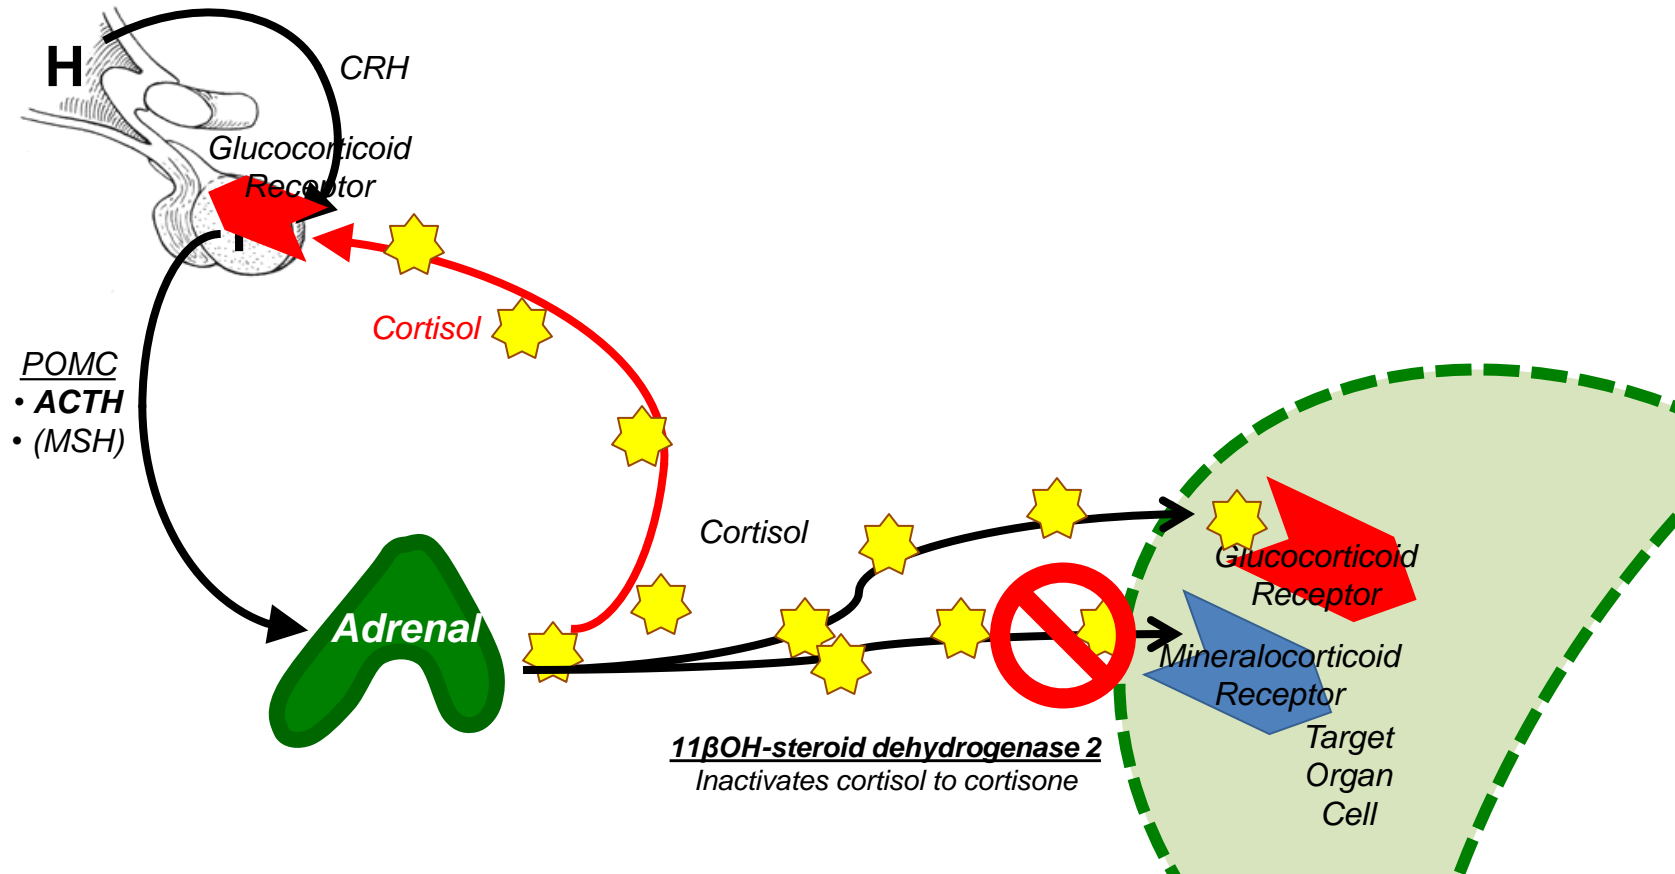 H
CRH
Glucocorticoid
Receptor
Cortisol
POMC
• ACTH
• (MSH)
Adrenal
Cortisol
Glucocorticoid
Receptor
Mineralocorticoid
Receptor
Target
Organ
Cell
11βOH-steroid dehydrogenase 2
Inactivates cortisol to cortisone